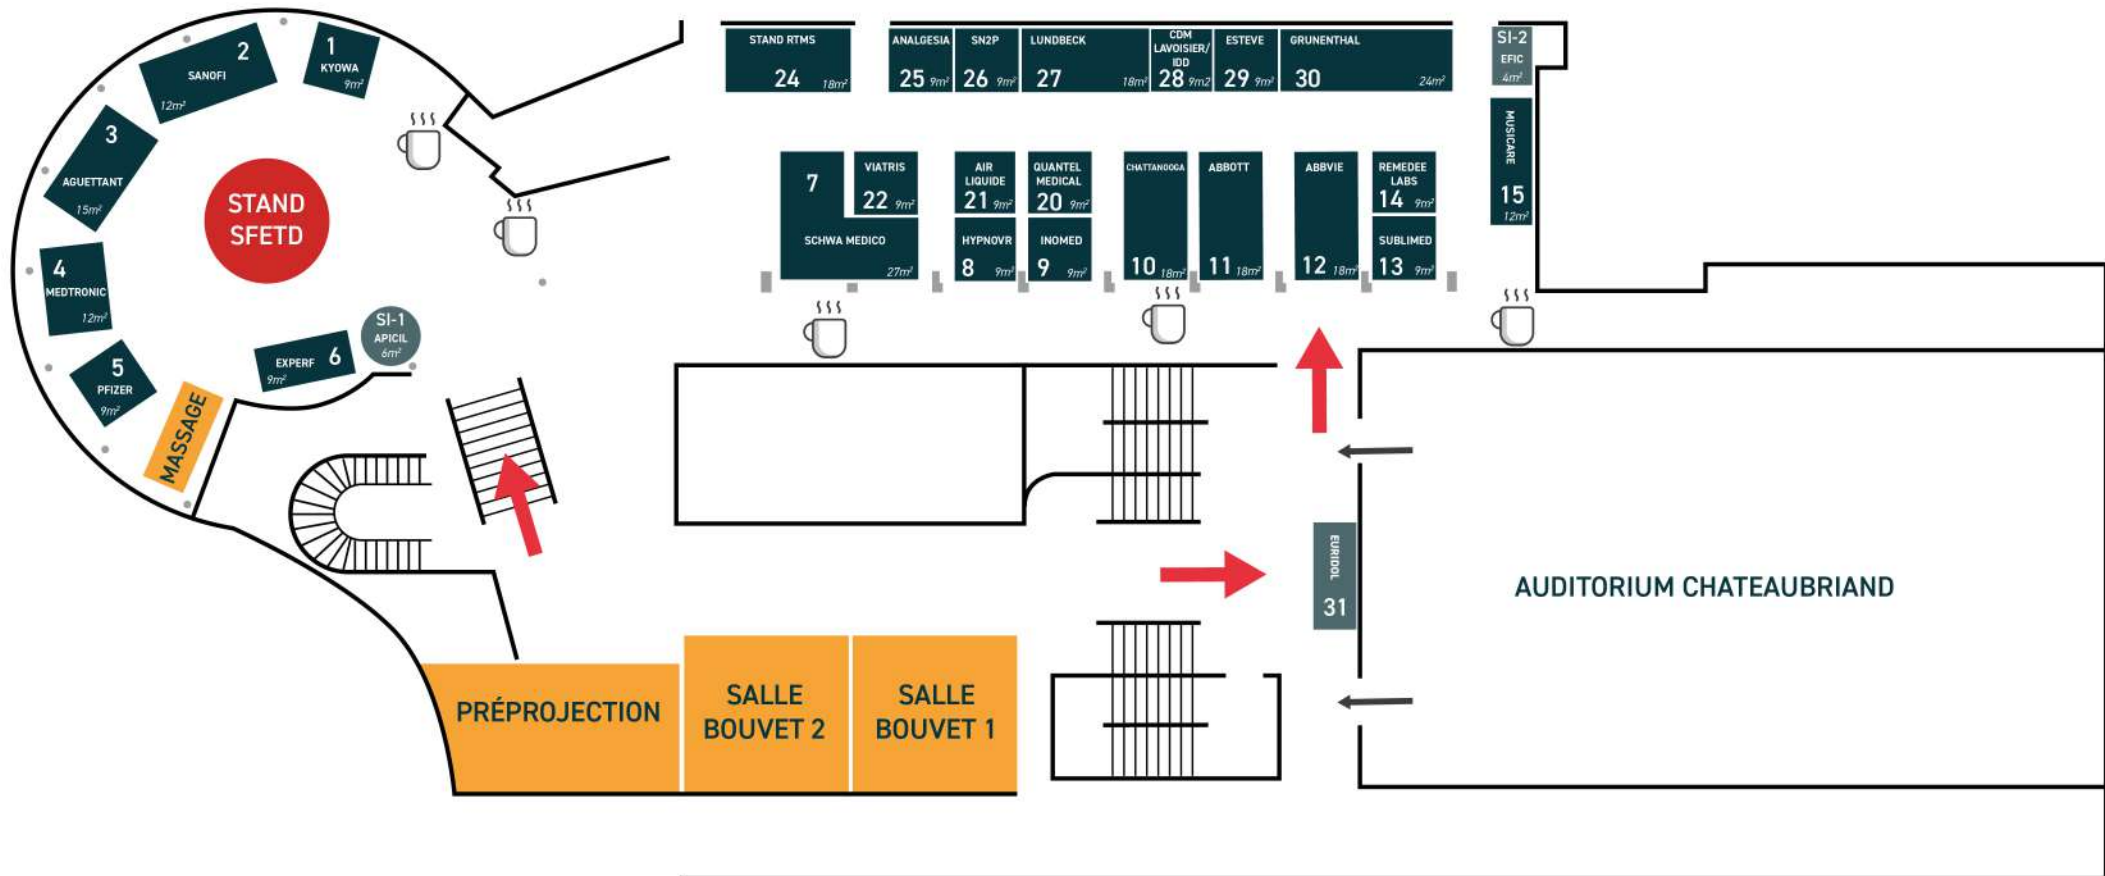 1
KYOWA
9m²
2
SANOFI
12m²
3
AGUETTANT
15m²
4
MEDTRONIC
12m²
5
PFIZER
9m²
MASSAGE
EXPERF 6
9m²
SI-1
APICIL
6m²
STAND
SFETD
STAND RTMS
24 18m²
ANALGESIA
25 9m²
SN2P
26 9m²
LUNDBECK
27 18m²
CDM
LAVOISIER/
IDD
28 9m2
ESTEVE
29 9m²
GRUNENTHAL
30 24m²
SI-2
EFIC
4m²
MUSICARE
15
12m²
7
SCHWA MEDICO
27m²
VIATRIS
22 9m²
AIR
LIQUIDE
21 9m²
QUANTEL
MEDICAL
20 9m²
HYPNOVR
8 9m²
INOMED
9 9m²
CHATTANOOGA
10 18m²
ABBOTT
11 18m²
ABBVIE
12 18m²
REMEDEE
LABS
14 9m²
SUBLIMED
13 9m²
EURIDOL
31
AUDITORIUM CHATEAUBRIAND
PRÉPROJECTION
SALLE
BOUVET 2
SALLE
BOUVET 1